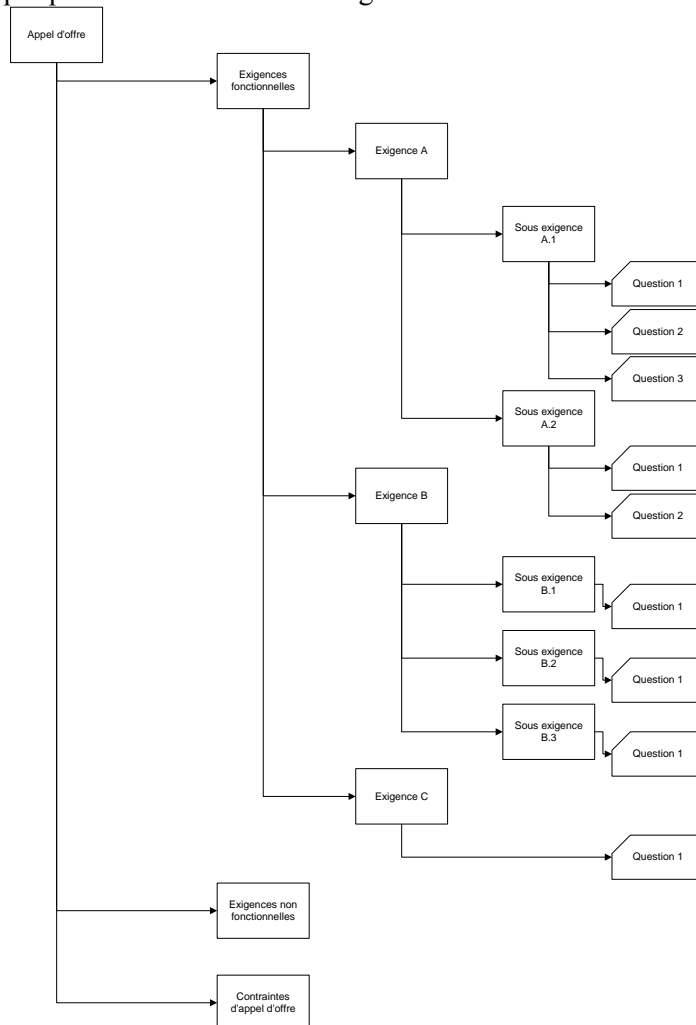 Appel d'offre
Exigences
fonctionnelles
Exigence A
Sous exigence
A.1
Question 1
Question 2
Question 3
Sous exigence
A.2
Question 1
Question 2
Exigence B
Sous exigence
B.1
Question 1
Sous exigence
B.2
Question 1
Sous exigence
B.3
Question 1
Exigence C
Question 1
Exigences non
fonctionnelles
Contraintes
d'appel d'offre